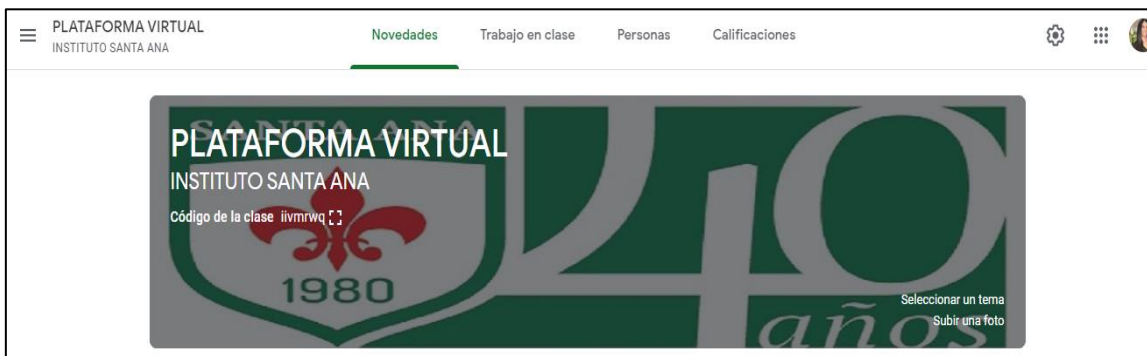 PLATAFORMA VIRTUAL
INSTITUTO SANTA ANA
Novedades Trabajo en clase Personas Calificaciones
SANTA ANA
PLATAFORMA VIRTUAL
INSTITUTO SANTA ANA
Código de la clase iivmrwq
1980
40
años
Seleccionar un tema
Subir una foto